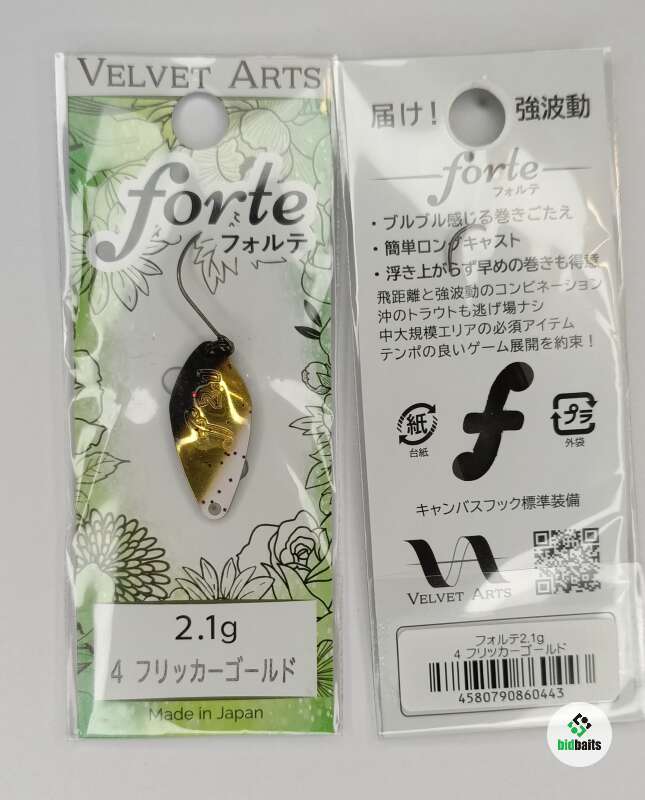 VELVET ARTS
forte
フォルテ
2.1g
4 フリッカーゴールド
Made in Japan
届け! 強波動
forte
フォルテ
・ブルブル感じる巻きごたえ
・簡単ロングキャスト
・浮き上がらず早めの巻きも得意
飛距離と強波動のコンビネーション
沖のトラウトも逃げ場ナシ
中大規模エリアの必須アイテム
テンポの良いゲーム展開を約束!
f
紙
台紙
プラ
外袋
キャンバスフック標準装備
VELVET ARTS
フォルテ2.1g
4 フリッカーゴールド
4580790860443
bidbaits